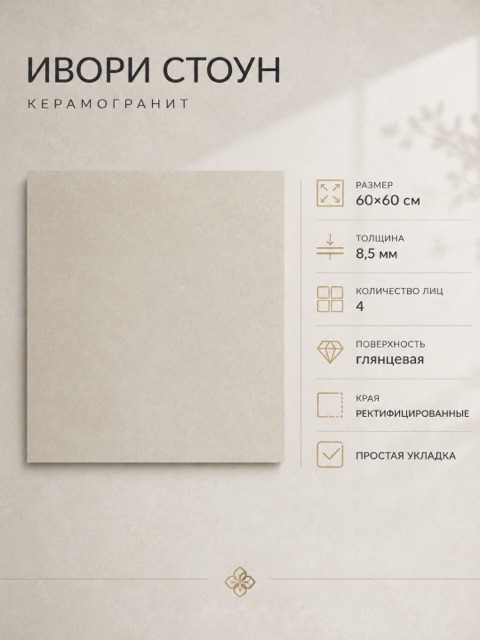 ИВОРИ СТОУН
КЕРАМОГРАНИТ
РАЗМЕР
60×60 см
ТОЛЩИНА
8,5 мм
КОЛИЧЕСТВО ЛИЦ
4
ПОВЕРХНОСТЬ
глянцевая
КРАЯ
РЕКТИФИЦИРОВАННЫЕ
ПРОСТАЯ УКЛАДКА